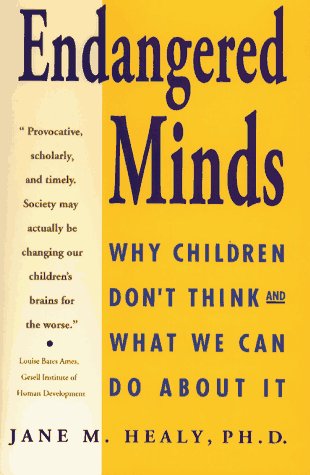 Endangered
Minds
" Provocative,
scholarly,
and timely.
Society may
actually be
changing our
children's
brains for
the worse."
Louise Bates Ames,
Gesell Institute of
Human Development
WHY CHILDREN
DON'T THINK AND
WHAT WE CAN
DO ABOUT IT
JANE M. HEALY, PH.D.